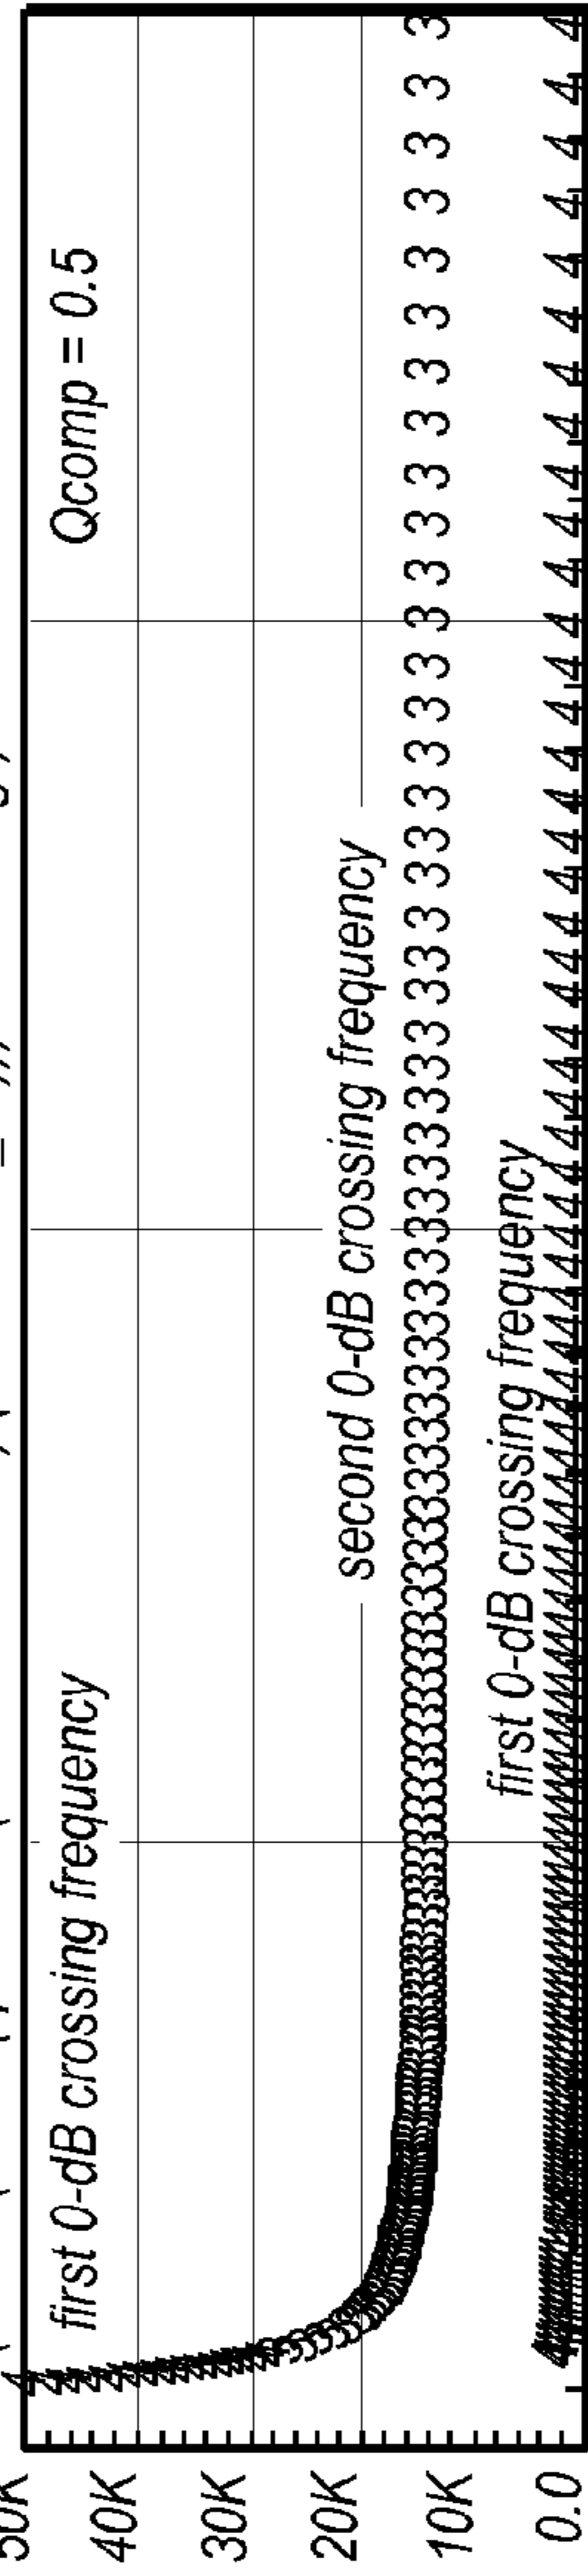 50K
40K
30K
20K
10K
0.0
first 0-dB crossing frequency
Qcomp = 0.5
second 0-dB crossing frequency
first 0-dB crossing frequency